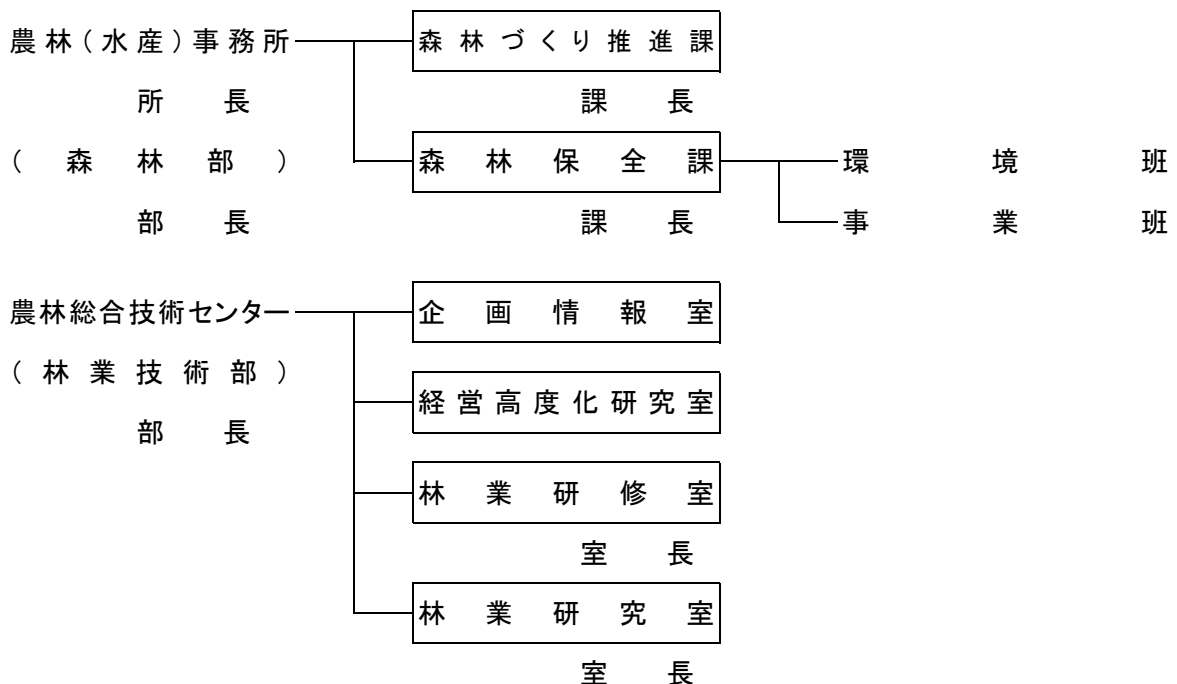 農林(水産)事務所 森林づくり推進課
所長 課長
(森林部) 森林保全課 環境班
部長 課長 事業班
農林総合技術センター 企画情報室
(林業技術部) 経営高度化研究室
部長
林業研修室
室長
林業研究室
室長